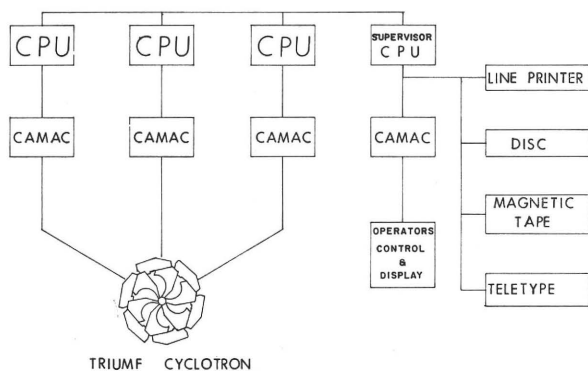 CPU
CPU
CPU
SUPERVISOR
CPU
LINE PRINTER
CAMAC
CAMAC
CAMAC
CAMAC
DISC
MAGNETIC
TAPE
OPERATORS
CONTROL
&
DISPLAY
TELETYPE
TRIUMF CYCLOTRON